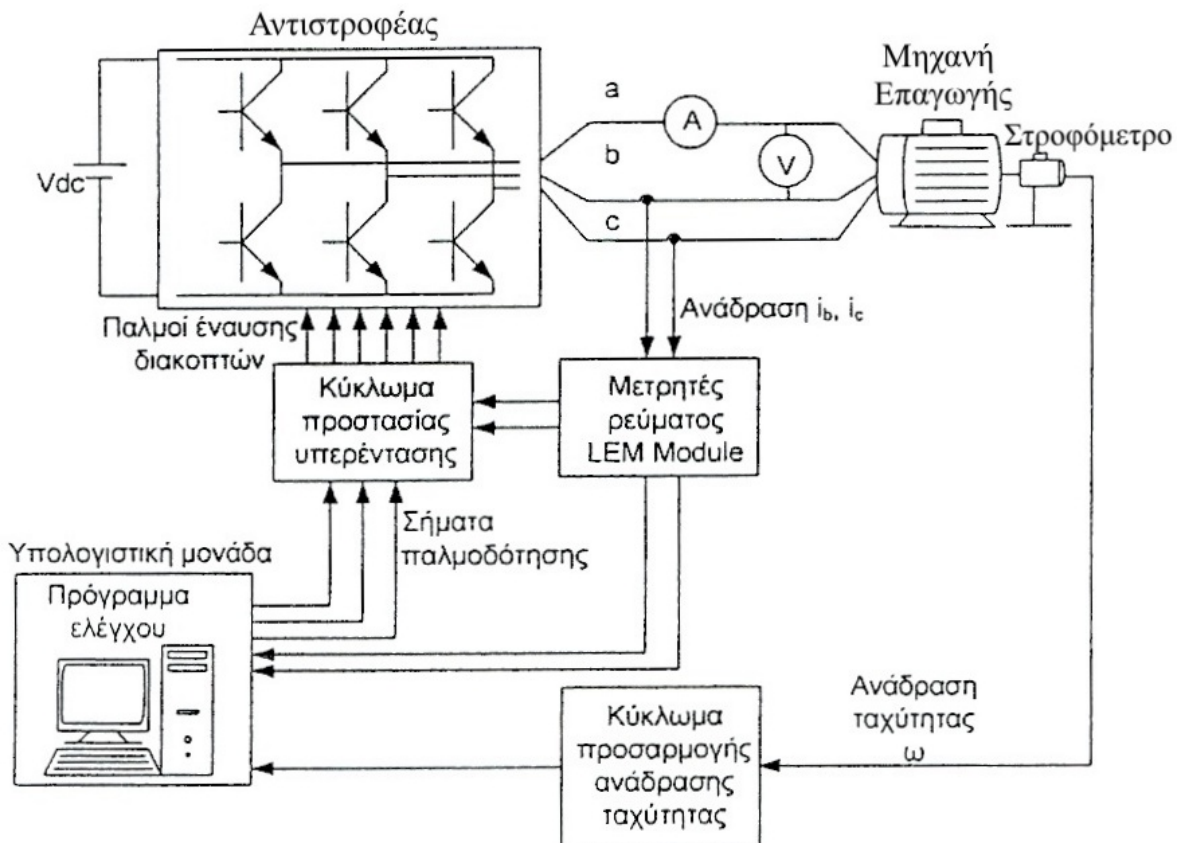 Αντιστροφέας
Μηχανή
Επαγωγής
Στροφόμετρο
a
A
b
V
c
Vdc
Ανάδραση ib, ic
Παλμοί έναυσης
διακοπτών
Κύκλωμα
προστασίας
υπερέντασης
Μετρητές
ρεύματος
LEM Module
Σήματα
παλμοδότησης
Υπολογιστική μονάδα
Πρόγραμμα
ελέγχου
Κύκλωμα
προσαρμογής
ανάδρασης
ταχύτητας
Ανάδραση
ταχύτητας
ω